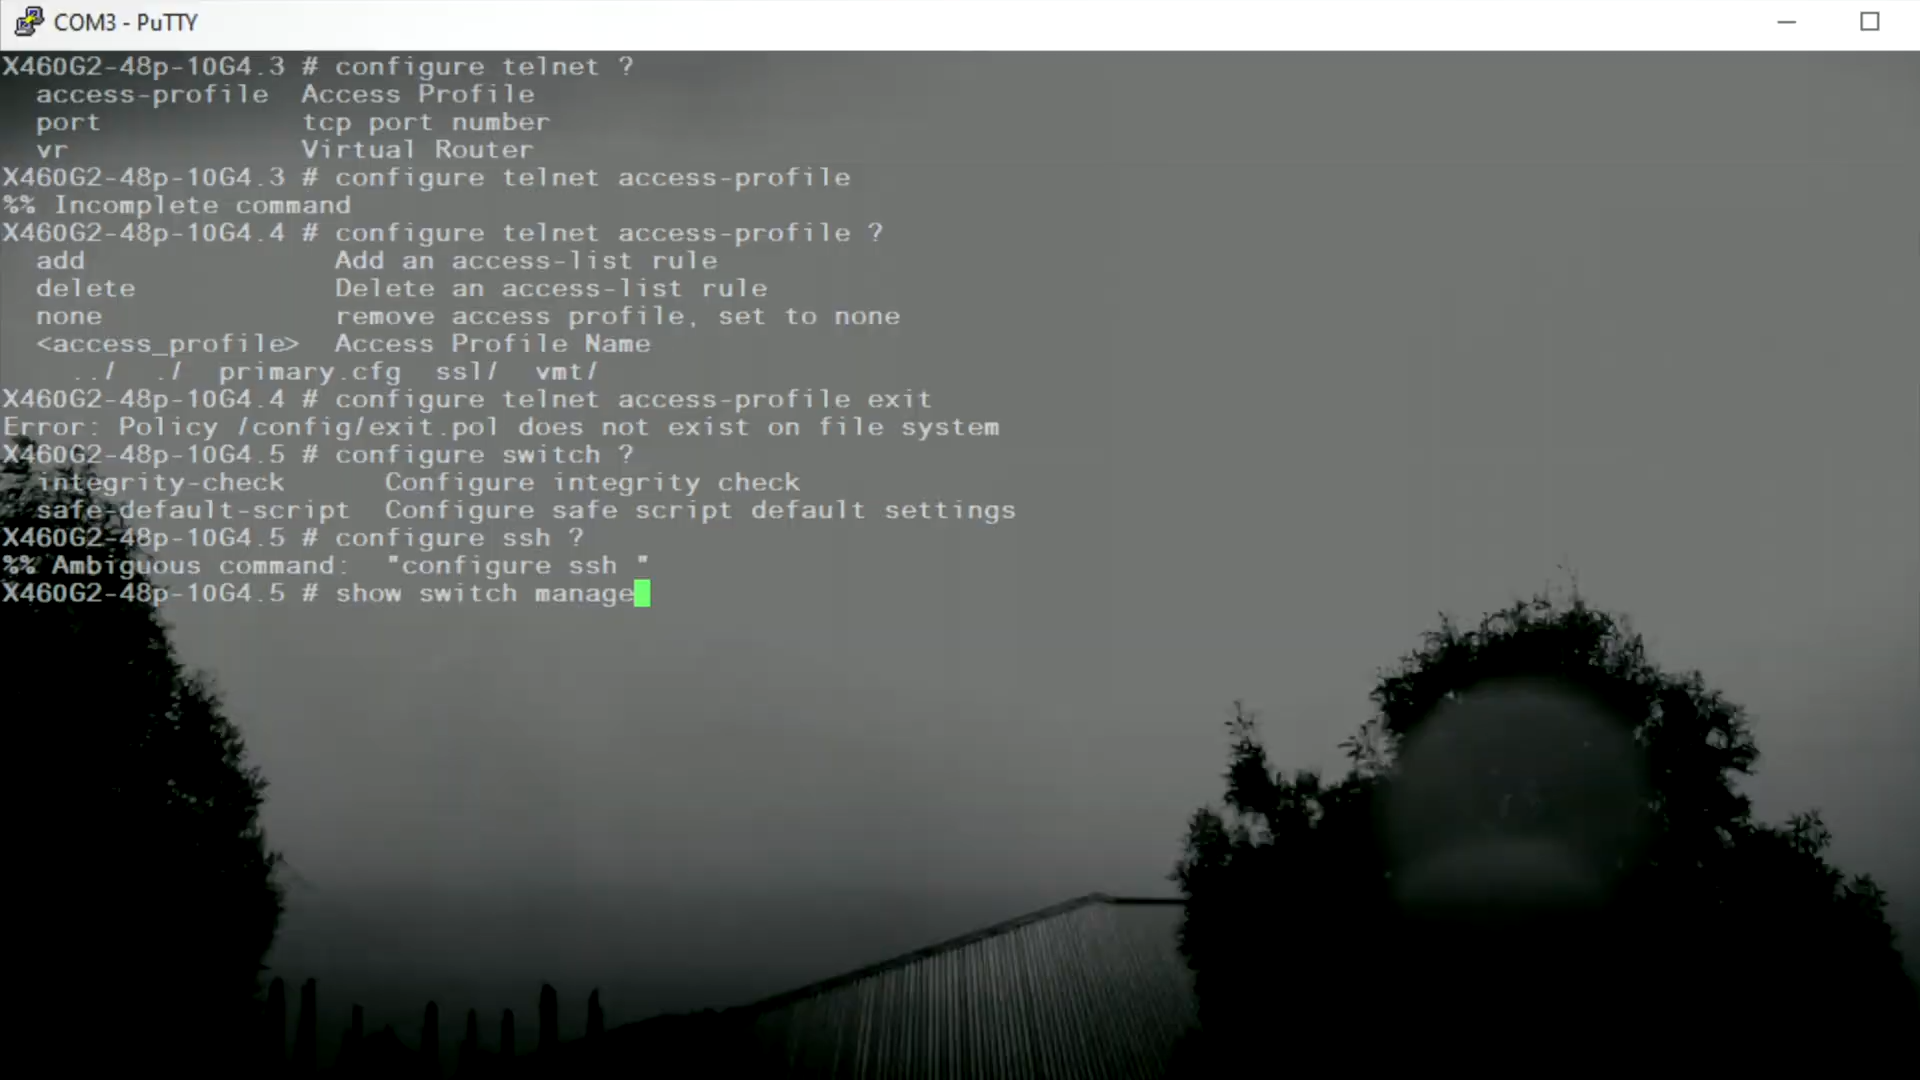 COM3 - PuTTY
X460G2-48p-10G4.3 # configure telnet ?
access-profile  Access Profile
port            tcp port number
vr              Virtual Router
X460G2-48p-10G4.3 # configure telnet access-profile
%% Incomplete command
X460G2-48p-10G4.4 # configure telnet access-profile ?
add               Add an access-list rule
delete            Delete an access-list rule
none              remove access profile, set to none
<access_profile>  Access Profile Name
../  ./  primary.cfg  ssl/  vmt/
X460G2-48p-10G4.4 # configure telnet access-profile exit
Error: Policy /config/exit.pol does not exist on file system
X460G2-48p-10G4.5 # configure switch ?
integrity-check      Configure integrity check
safe-default-script  Configure safe script default settings
X460G2-48p-10G4.5 # configure ssh ?
%% Ambiguous command:  "configure ssh "
X460G2-48p-10G4.5 # show switch manage